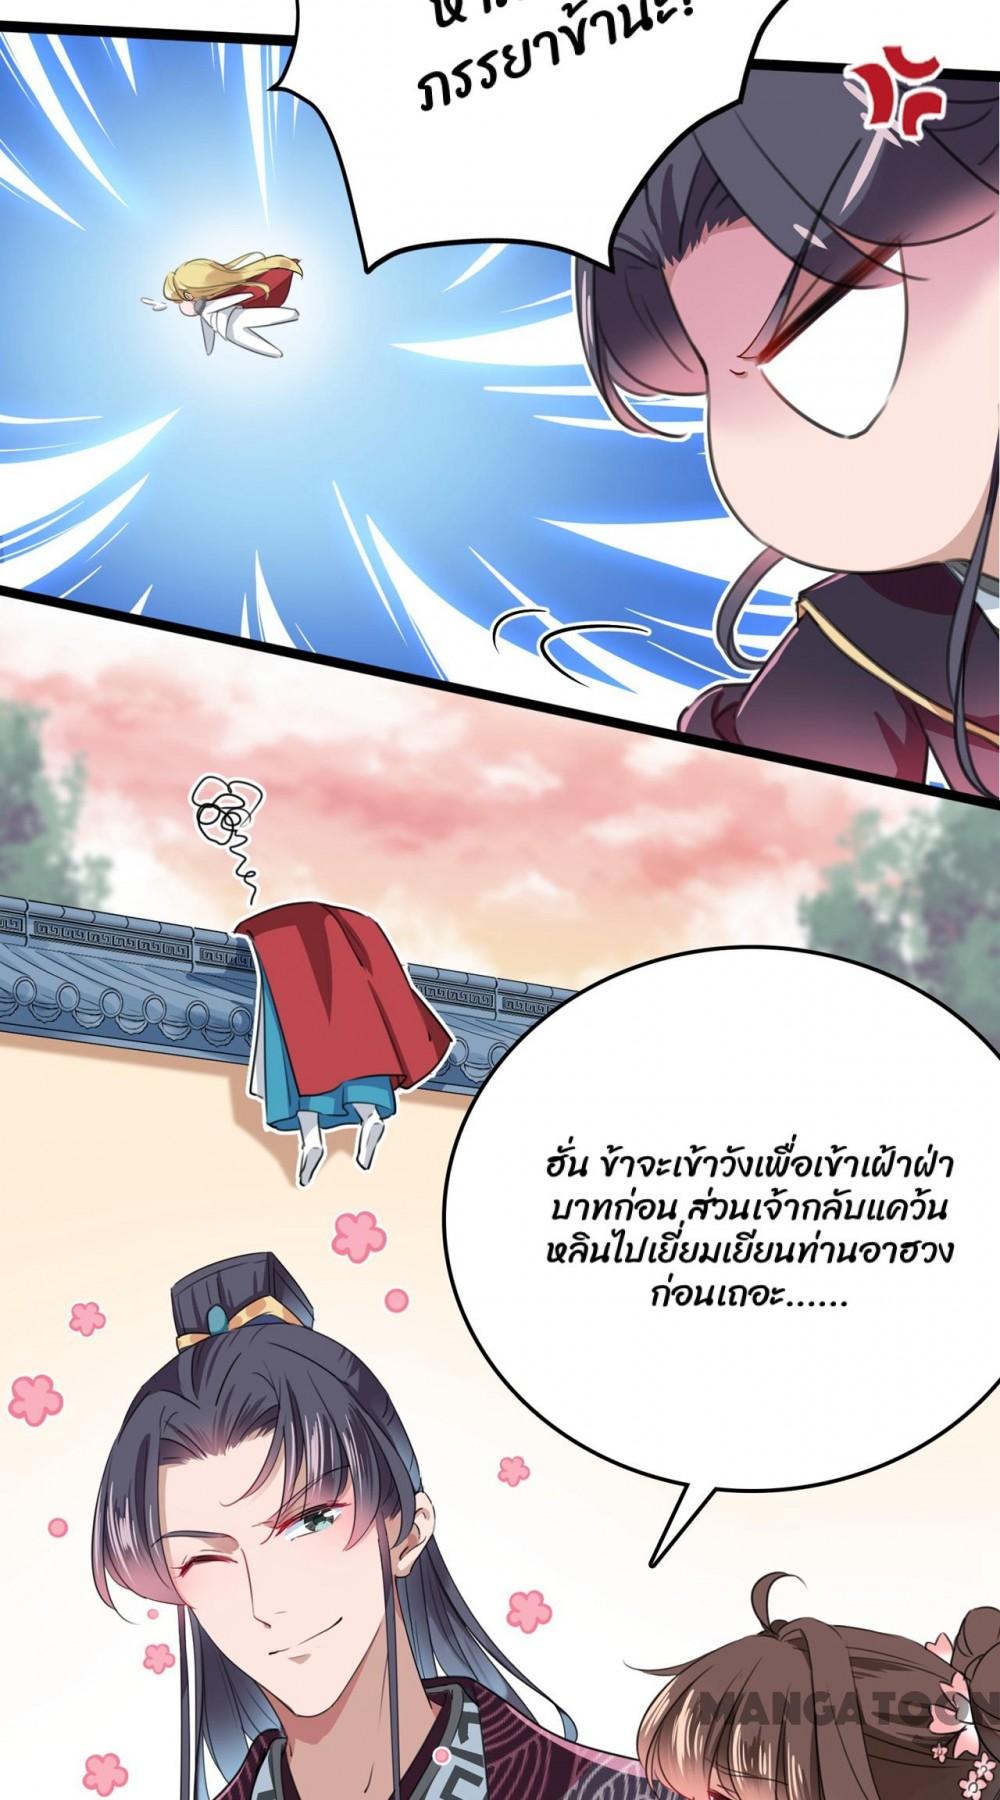 ภรรยาข้านะ!
ฮั่น ข้าจะเข้าวังเพื่อเข้าเฝ้าฝ่า
บาทก่อน ส่วนเจ้ากลับแคว้น
หลินไปเยี่ยมเยียนท่านอาฮวง
ก่อนเถอะ......
MANGATOON